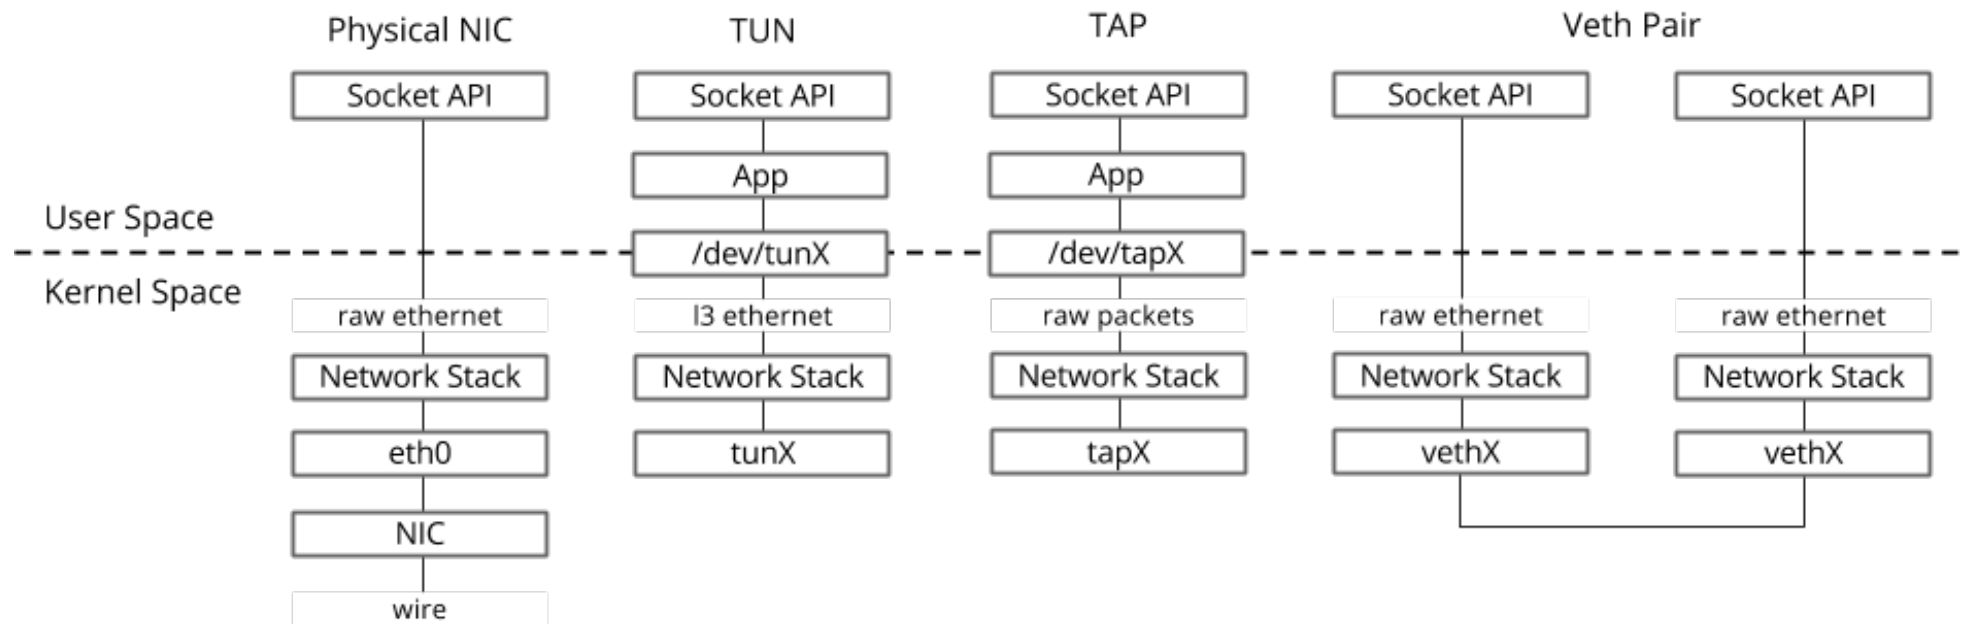 Physical NIC
TUN
TAP
Veth Pair
Socket API
Socket API
Socket API
Socket API
Socket API
App
App
User Space
/dev/tunX
/dev/tapX
Kernel Space
raw ethernet
l3 ethernet
raw packets
raw ethernet
raw ethernet
Network Stack
Network Stack
Network Stack
Network Stack
Network Stack
eth0
tunX
tapX
vethX
vethX
NIC
wire